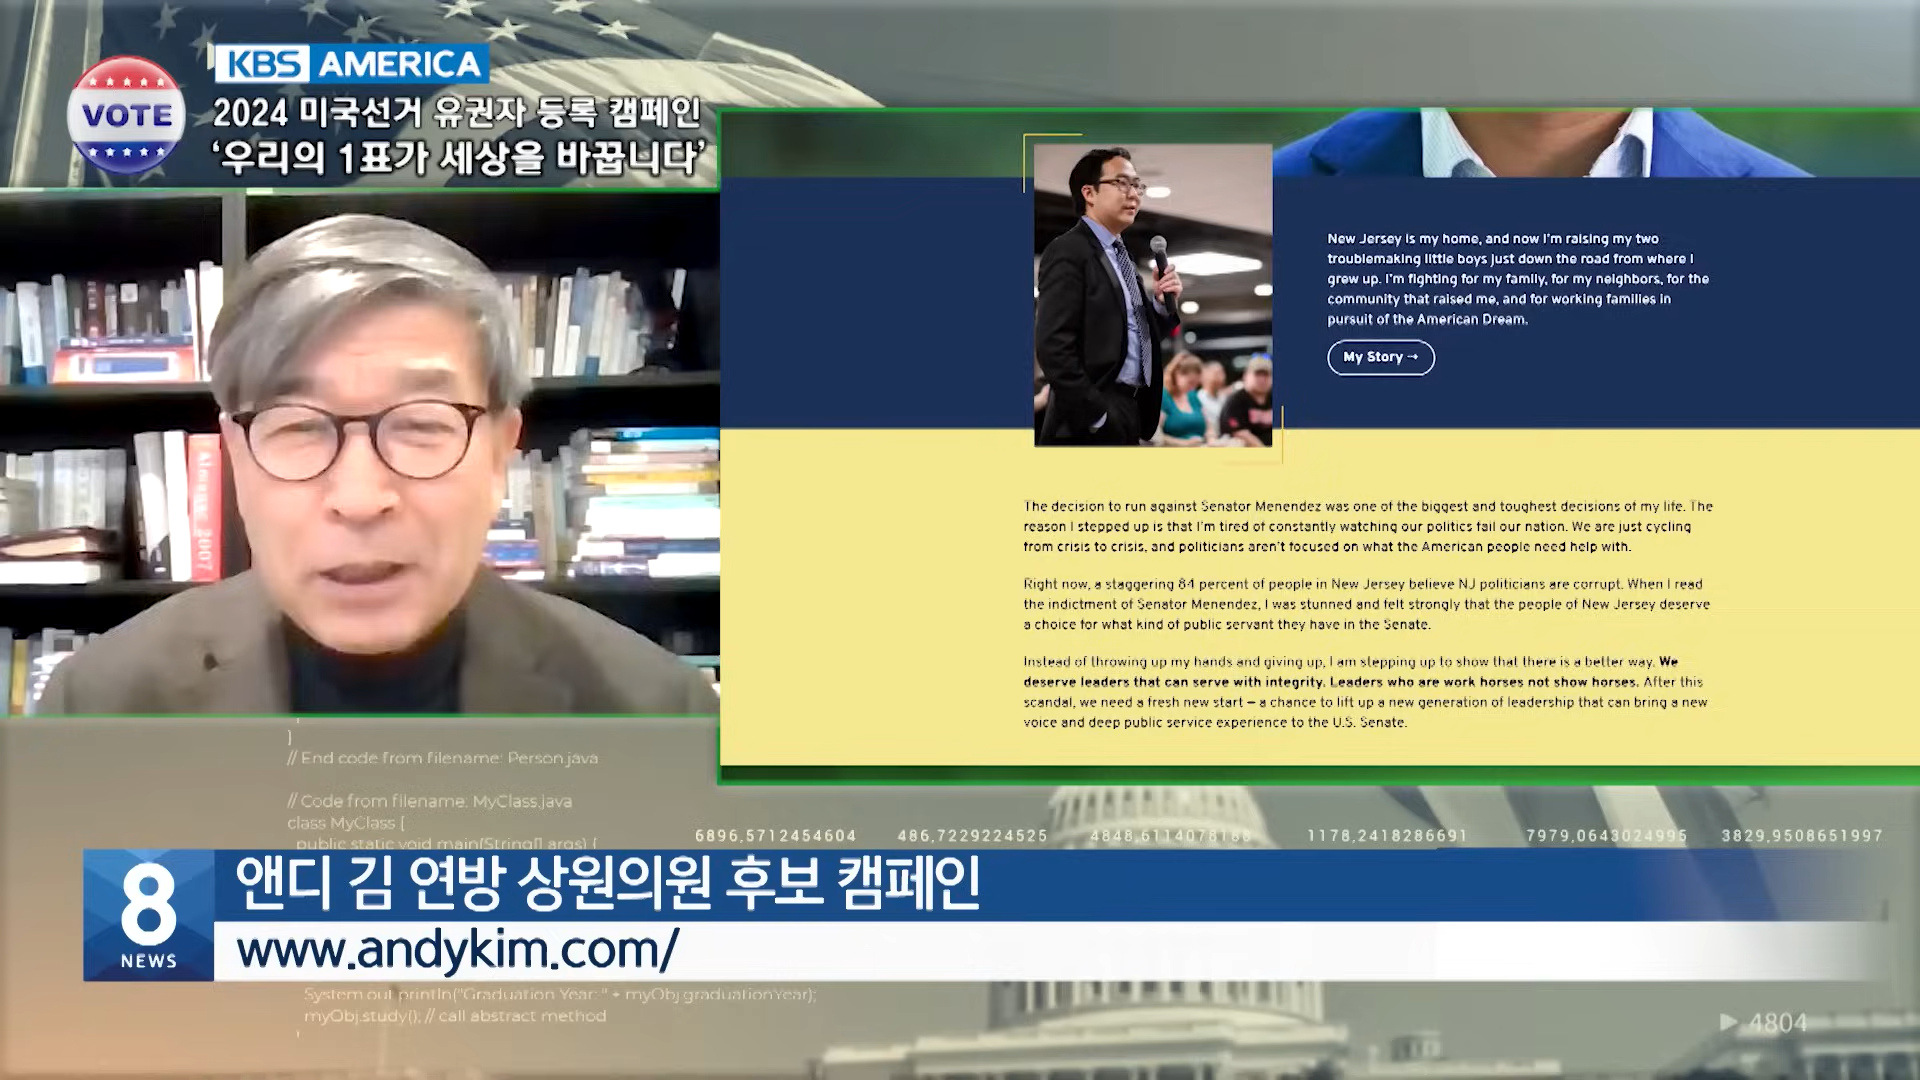 KBS AMERICA
VOTE
2024 미국선거 유권자 등록 캠페인
‘우리의 1표가 세상을 바꿉니다’
New Jersey is my home, and now I'm raising my two
troublemaking little boys just down the road from where I
grew up. I'm fighting for my family, for my neighbors, for the
community that raised me, and for working families in
pursuit of the American Dream.
My Story →
Almanac 2007
The decision to run against Senator Menendez was one of the biggest and toughest decisions of my life. The
reason I stepped up is that I'm tired of constantly watching our politics fail our nation. We are just cycling
from crisis to crisis, and politicians aren't focused on what the American people need help with.
Right now, a staggering 84 percent of people in New Jersey believe NJ politicians are corrupt. When I read
the indictment of Senator Menendez, I was stunned and felt strongly that the people of New Jersey deserve
a choice for what kind of public servant they have in the Senate.
Instead of throwing up my hands and giving up, I am stepping up to show that there is a better way. We
deserve leaders that can serve with integrity. Leaders who are work horses not show horses. After this
scandal, we need a fresh new start – a chance to lift up a new generation of leadership that can bring a new
voice and deep public service experience to the U.S. Senate.
}
// End code from filename: Person.java
// Code from filename: MyClass.java
class MyClass {
public static void main(String[] args) {
6896,5712454604 486,7229224525 4848,6114078188 1178,2418286691 7979,0643024995 3829,9508651997
8 NEWS
앤디 김 연방 상원의원 후보 캠페인
www.andykim.com/
System.out.println("Graduation Year: " + myObj.graduationYear);
myObj.study(); // call abstract method
4804